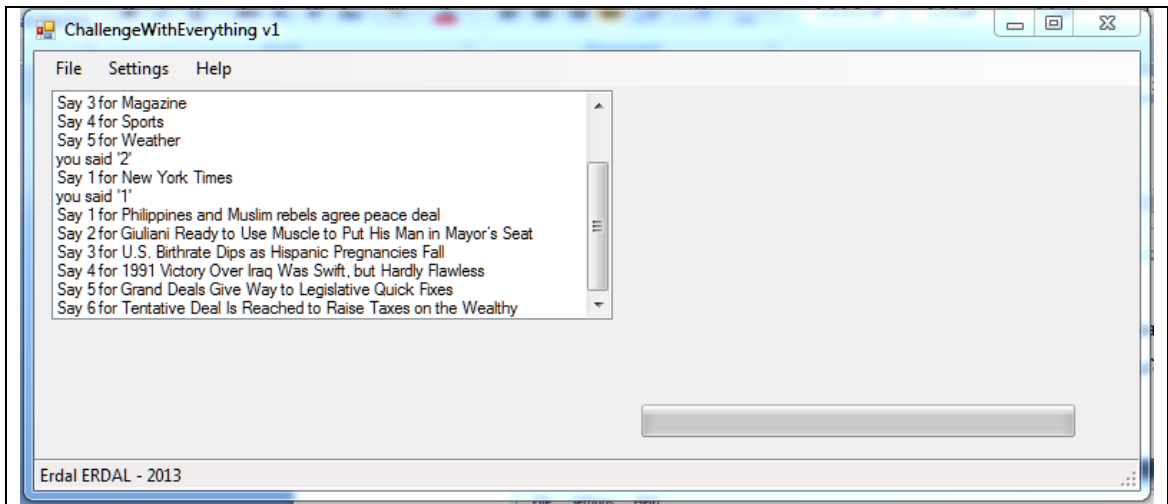 ChallengeWithEverything v1
File Settings Help
Say 3 for Magazine
Say 4 for Sports
Say 5 for Weather
you said '2'
Say 1 for New York Times
you said '1'
Say 1 for Philippines and Muslim rebels agree peace deal
Say 2 for Giuliani Ready to Use Muscle to Put His Man in Mayor's Seat
Say 3 for U.S. Birthrate Dips as Hispanic Pregnancies Fall
Say 4 for 1991 Victory Over Iraq Was Swift, but Hardly Flawless
Say 5 for Grand Deals Give Way to Legislative Quick Fixes
Say 6 for Tentative Deal Is Reached to Raise Taxes on the Wealthy
Erdal ERDAL - 2013